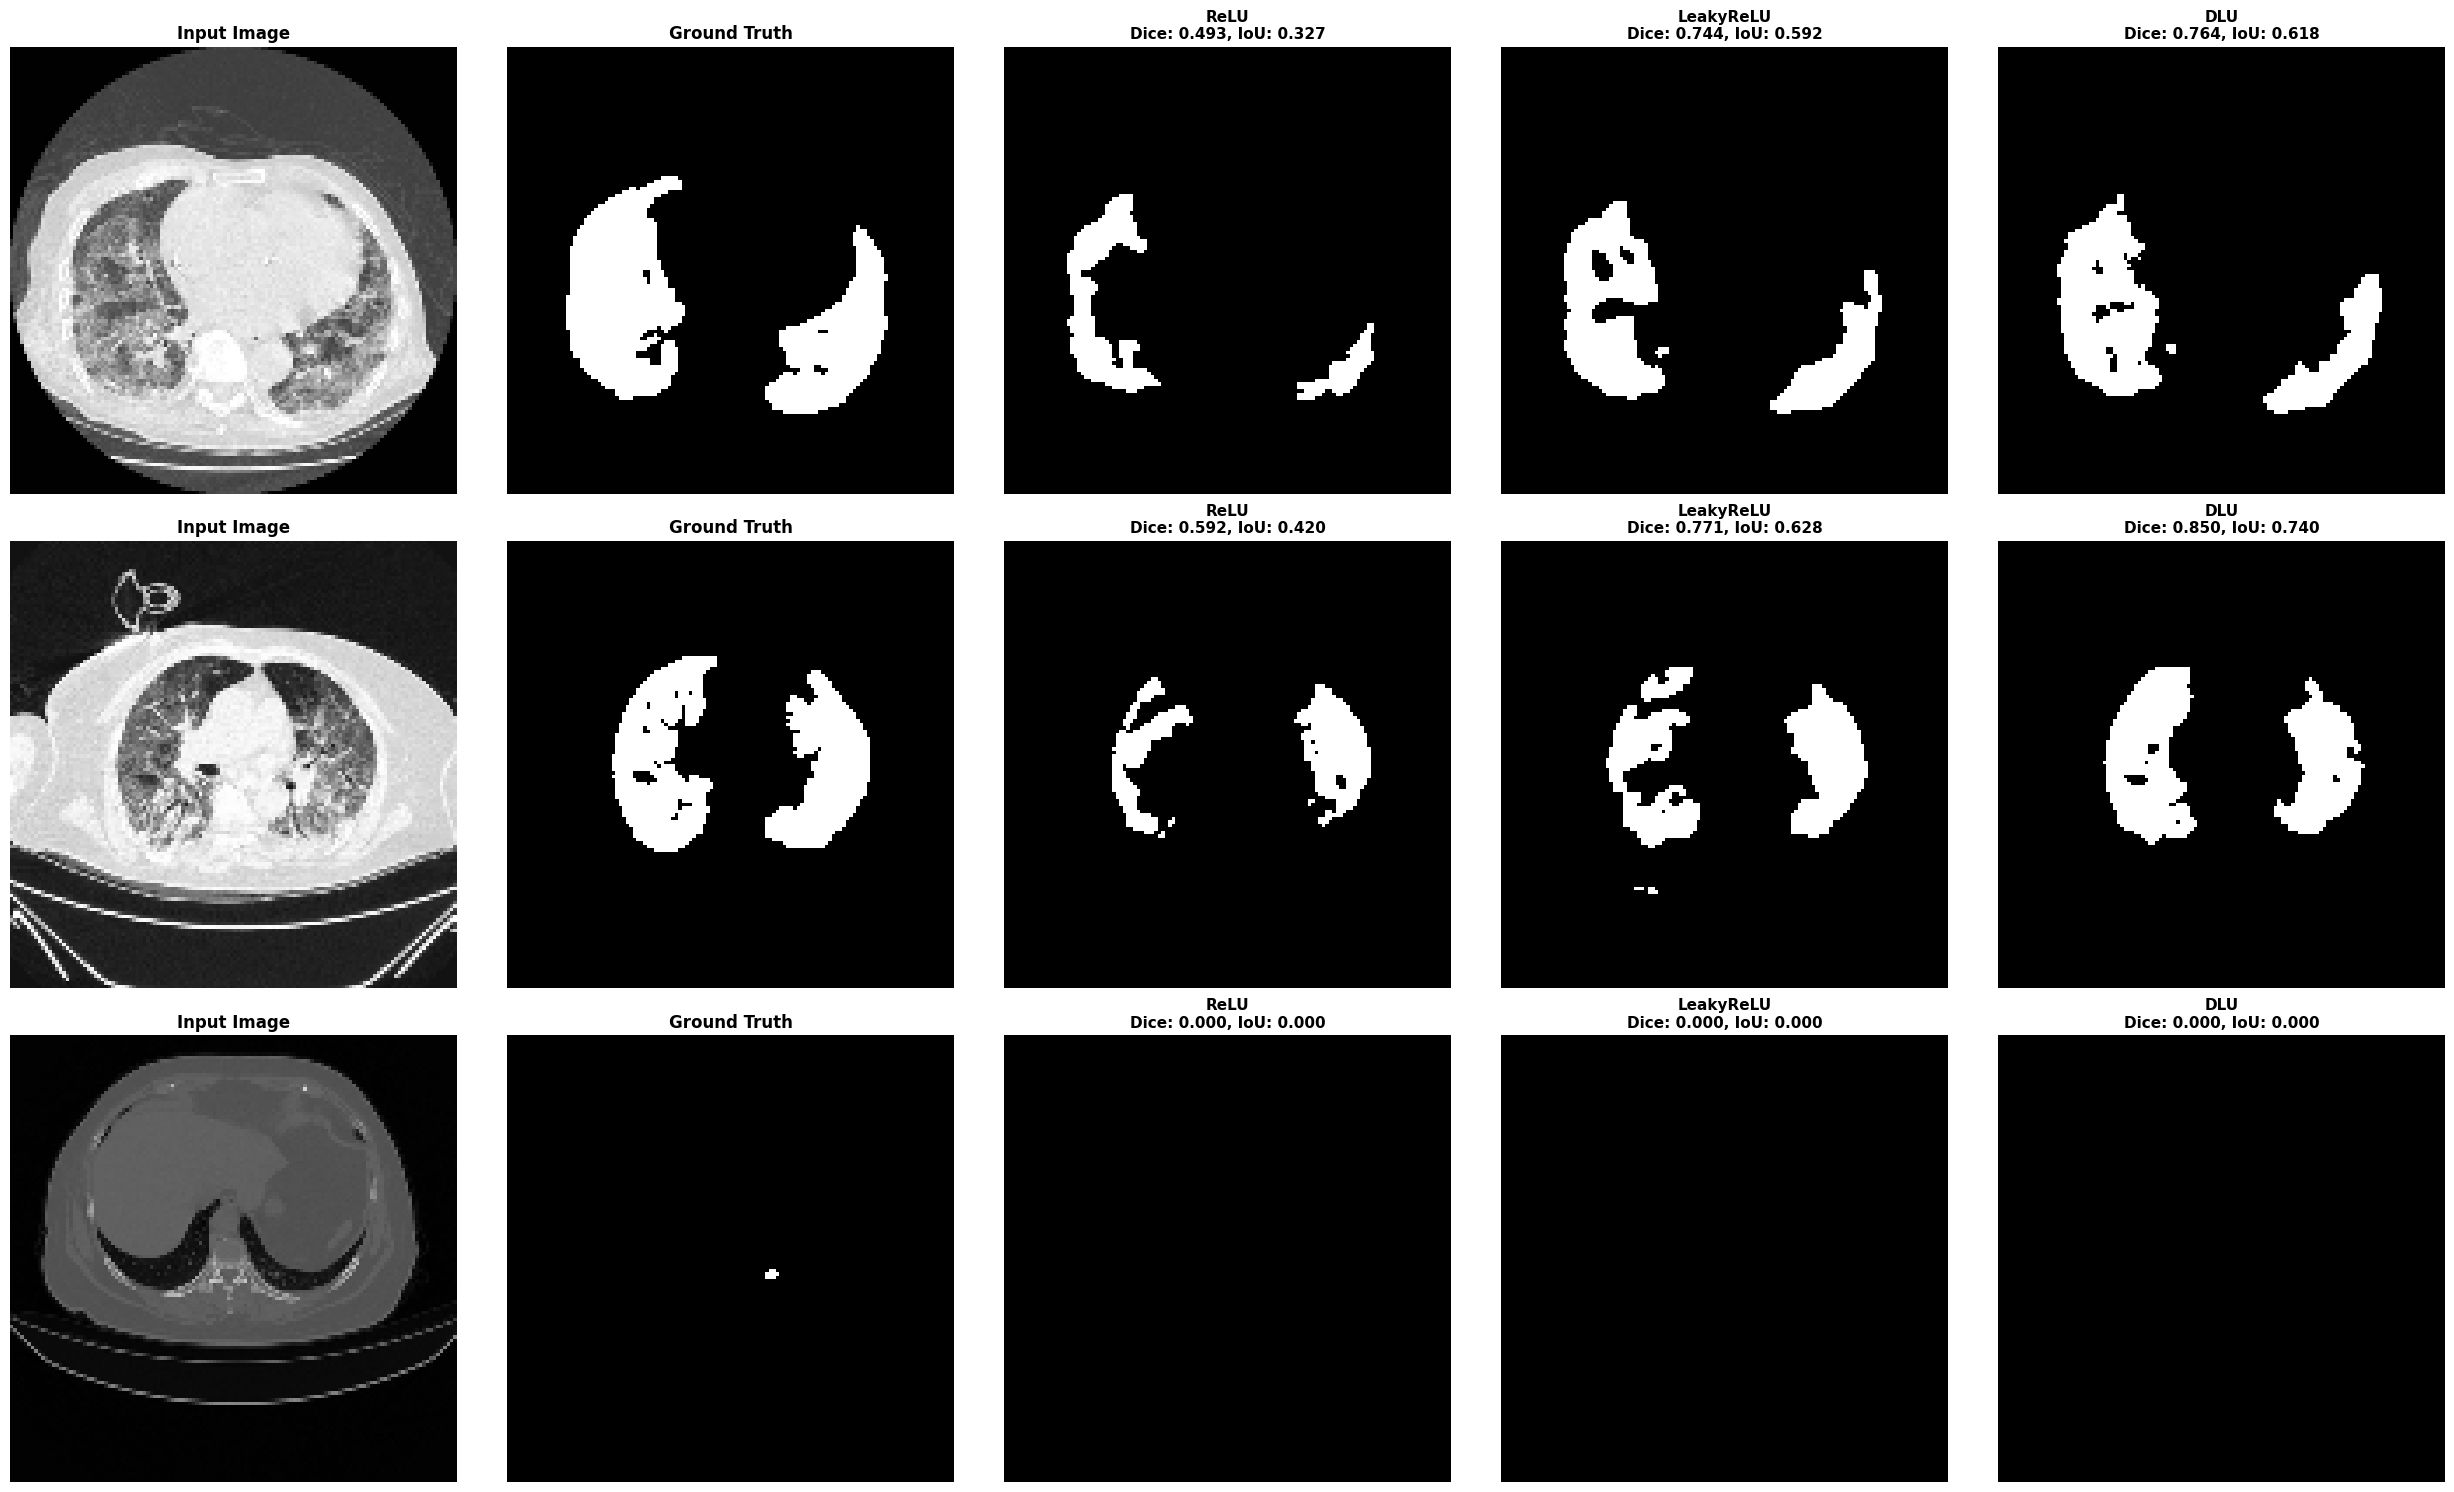 Input Image
Ground Truth
ReLU
Dice: 0.493, IoU: 0.327
LeakyReLU
Dice: 0.744, IoU: 0.592
DLU
Dice: 0.764, IoU: 0.618
Input Image
Ground Truth
ReLU
Dice: 0.592, IoU: 0.420
LeakyReLU
Dice: 0.771, IoU: 0.628
DLU
Dice: 0.850, IoU: 0.740
Input Image
Ground Truth
ReLU
Dice: 0.000, IoU: 0.000
LeakyReLU
Dice: 0.000, IoU: 0.000
DLU
Dice: 0.000, IoU: 0.000